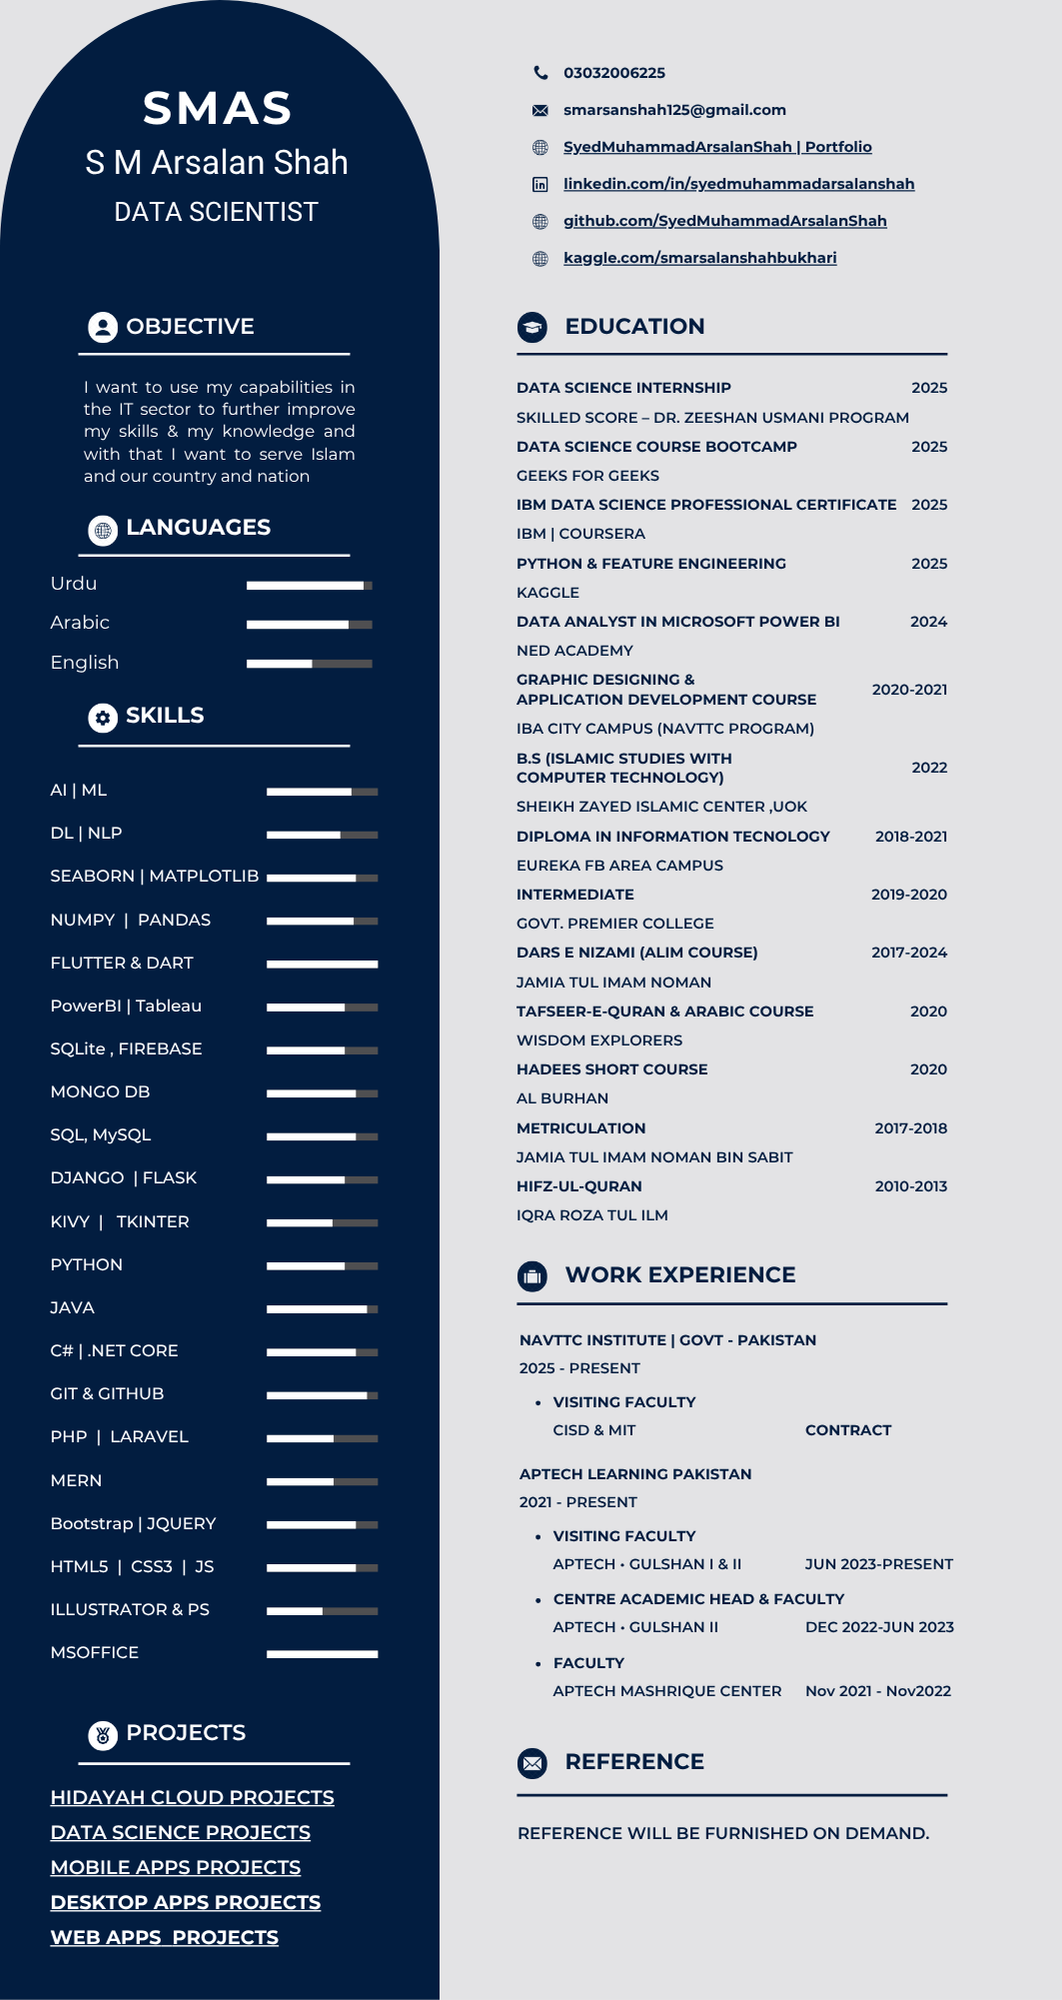 SMAS
S M Arsalan Shah
DATA SCIENTIST
OBJECTIVE
I want to use my capabilities in
the IT sector to further improve
my skills & my knowledge and
with that I want to serve Islam
and our country and nation
LANGUAGES
Urdu
Arabic
English
SKILLS
AI | ML
DL | NLP
SEABORN | MATPLOTLIB
NUMPY | PANDAS
FLUTTER & DART
PowerBI | Tableau
SQLite , FIREBASE
MONGO DB
SQL, MySQL
DJANGO | FLASK
KIVY | TKINTER
PYTHON
JAVA
C# | .NET CORE
GIT & GITHUB
PHP | LARAVEL
MERN
Bootstrap | JQUERY
HTML5 | CSS3 | JS
ILLUSTRATOR & PS
MSOFFICE
PROJECTS
HIDAYAH CLOUD PROJECTS
DATA SCIENCE PROJECTS
MOBILE APPS PROJECTS
DESKTOP APPS PROJECTS
WEB APPS PROJECTS
03032006225
smarsanshah125@gmail.com
SyedMuhammadArsalanShah | Portfolio
linkedin.com/in/syedmuhammadarsalanshah
github.com/SyedMuhammadArsalanShah
kaggle.com/smarsalanshahbukhari
EDUCATION
DATA SCIENCE INTERNSHIP 2025
SKILLED SCORE – DR. ZEESHAN USMANI PROGRAM
DATA SCIENCE COURSE BOOTCAMP 2025
GEEKS FOR GEEKS
IBM DATA SCIENCE PROFESSIONAL CERTIFICATE 2025
IBM | COURSERA
PYTHON & FEATURE ENGINEERING 2025
KAGGLE
DATA ANALYST IN MICROSOFT POWER BI 2024
NED ACADEMY
GRAPHIC DESIGNING &
APPLICATION DEVELOPMENT COURSE 2020-2021
IBA CITY CAMPUS (NAVTTC PROGRAM)
B.S (ISLAMIC STUDIES WITH
COMPUTER TECHNOLOGY) 2022
SHEIKH ZAYED ISLAMIC CENTER ,UOK
DIPLOMA IN INFORMATION TECNOLOGY 2018-2021
EUREKA FB AREA CAMPUS
INTERMEDIATE 2019-2020
GOVT. PREMIER COLLEGE
DARS E NIZAMI (ALIM COURSE) 2017-2024
JAMIA TUL IMAM NOMAN
TAFSEER-E-QURAN & ARABIC COURSE 2020
WISDOM EXPLORERS
HADEES SHORT COURSE 2020
AL BURHAN
METRICULATION 2017-2018
JAMIA TUL IMAM NOMAN BIN SABIT
HIFZ-UL-QURAN 2010-2013
IQRA ROZA TUL ILM
WORK EXPERIENCE
NAVTTC INSTITUTE | GOVT - PAKISTAN
2025 - PRESENT
• VISITING FACULTY
CISD & MIT CONTRACT
APTECH LEARNING PAKISTAN
2021 - PRESENT
• VISITING FACULTY
APTECH • GULSHAN I & II JUN 2023-PRESENT
• CENTRE ACADEMIC HEAD & FACULTY
APTECH • GULSHAN II DEC 2022-JUN 2023
• FACULTY
APTECH MASHRIQUE CENTER Nov 2021 - Nov2022
REFERENCE
REFERENCE WILL BE FURNISHED ON DEMAND.